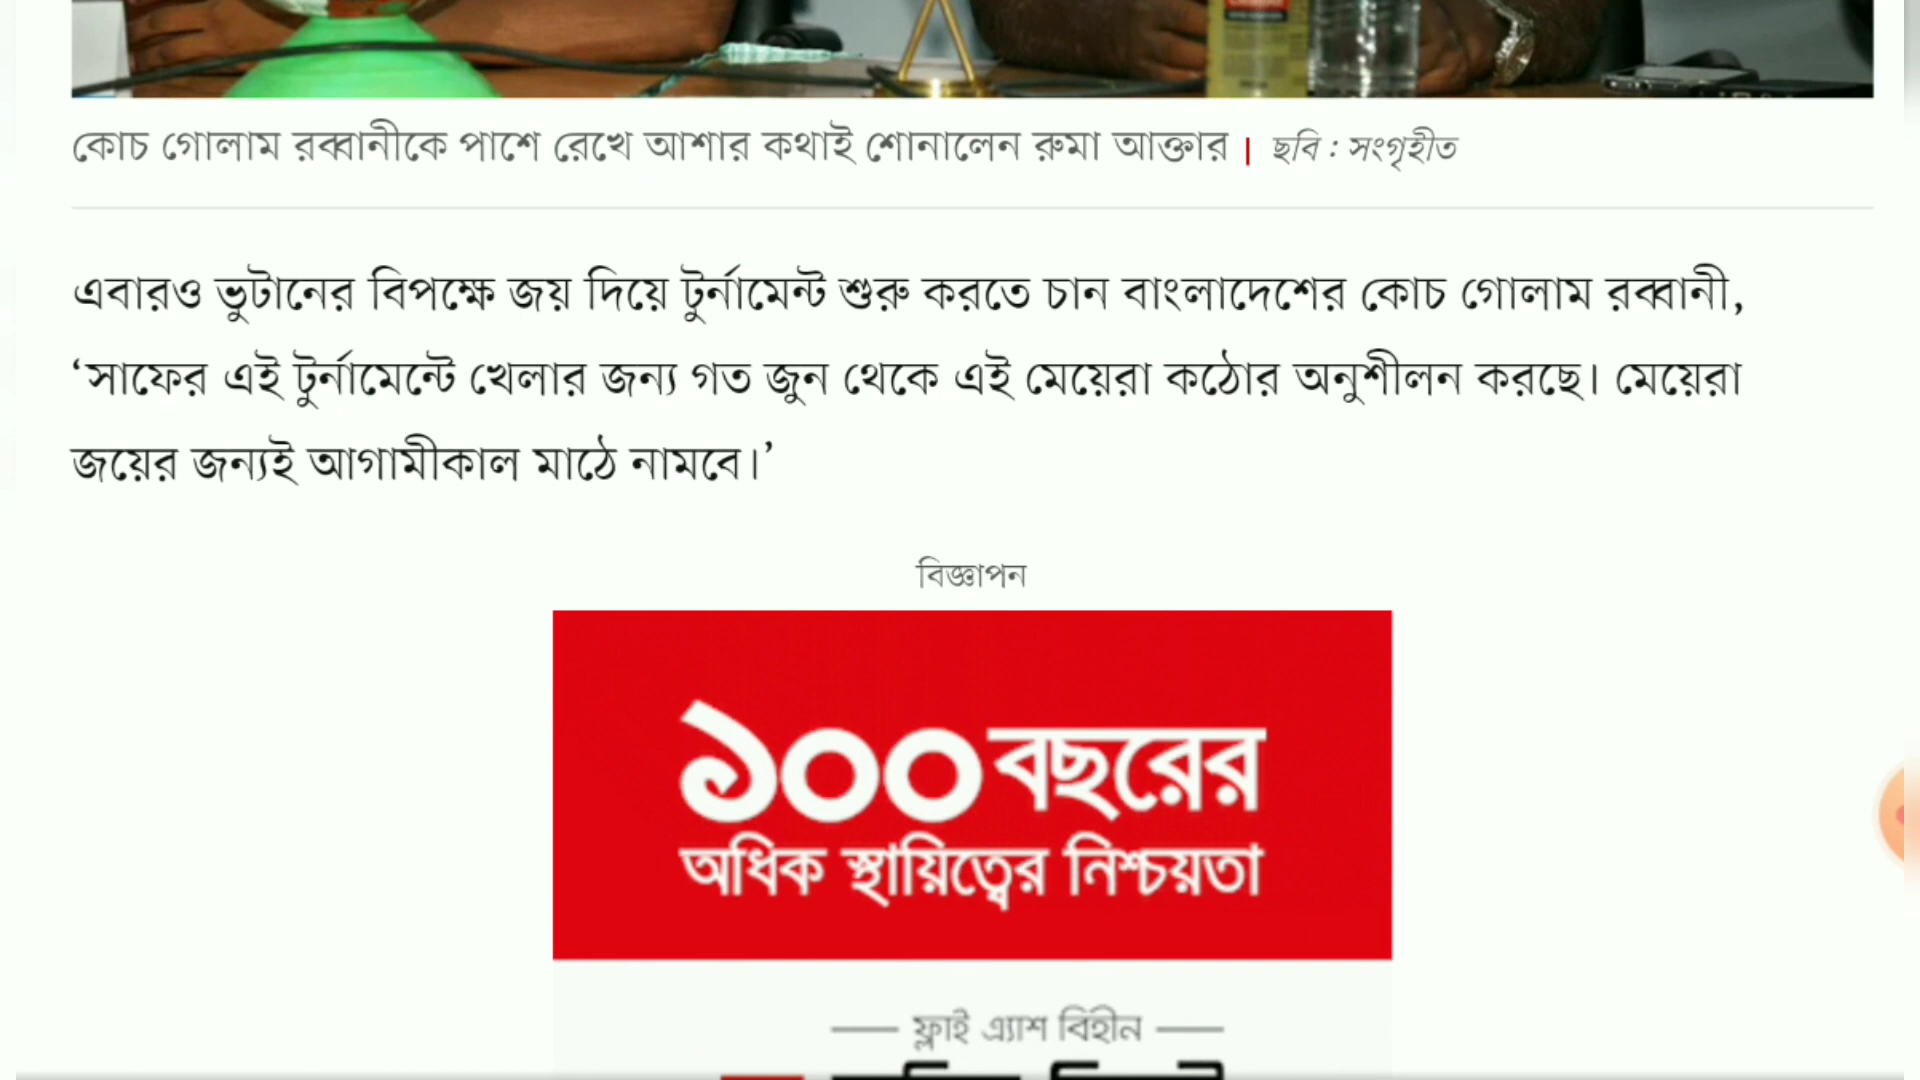 কোচ গোলাম রব্বানীকে পাশে রেখে আশার কথাই শোনালেন রুমা আক্তার | ছবি : সংগৃহীত
এবারও ভুটানের বিপক্ষে জয় দিয়ে টুর্নামেন্ট শুরু করতে চান বাংলাদেশের কোচ গোলাম রব্বানী,
‘সাফের এই টুর্নামেন্টে খেলার জন্য গত জুন থেকে এই মেয়েরা কঠোর অনুশীলন করছে। মেয়েরা
জয়ের জন্যই আগামীকাল মাঠে নামবে।’
বিজ্ঞাপন
১০০ বছরের
অধিক স্থায়িত্বের নিশ্চয়তা
ফ্লাই এ্যাশ বিহীন